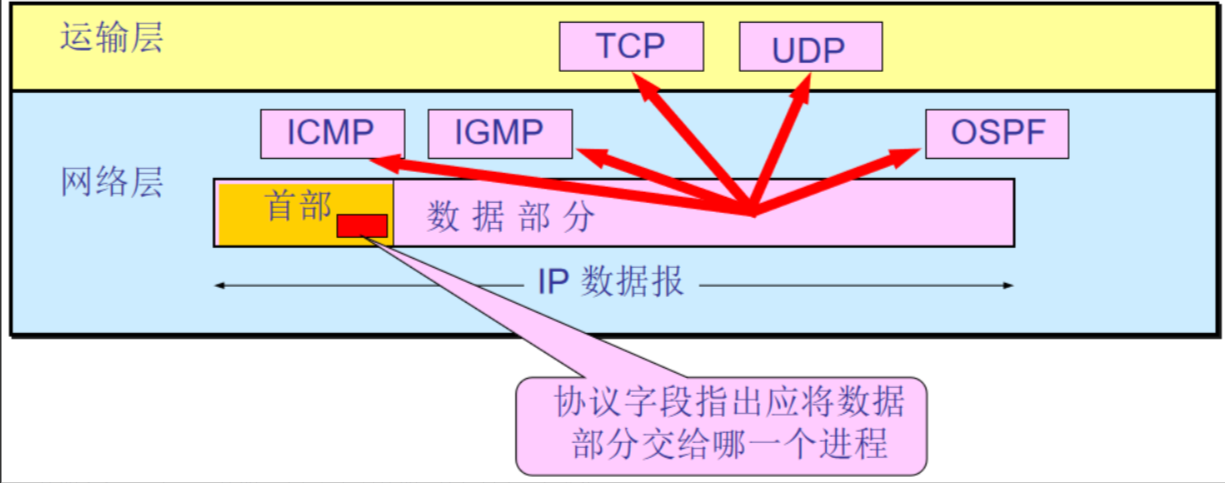 运输层
TCP
UDP
ICMP
IGMP
OSPF
网络层
首部
数据部分
IP 数据报
协议字段指出应将数据
部分交给哪一个进程